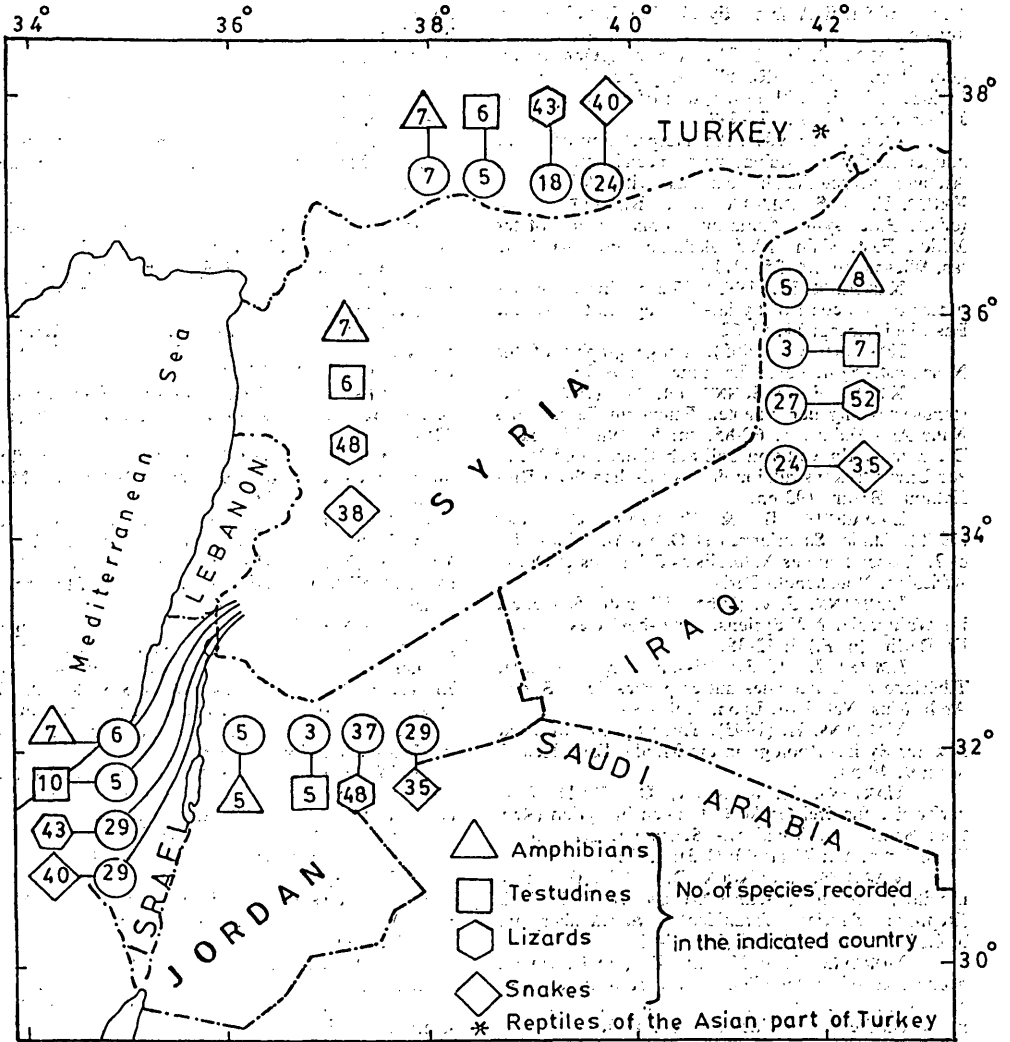 34° 36° 38° 40° 42°
38°
7 6 43 40
TURKEY *
7 5 18 24
5 8
36°
7
3 7
Sea
6
27 52
SYRIA
48
24 35
Mediterranean
LEBANON
38
34°
IRAQ
7 6
5 3 37 29
32°
SAUDI
10 5
5 5 48 35
ARABIA
43 29
Amphibians
40 29
ISRAEL
JORDAN
Testudines
No. of species recorded
Lizards
in the indicated country
30°
Snakes
* Reptiles of the Asian part of Turkey